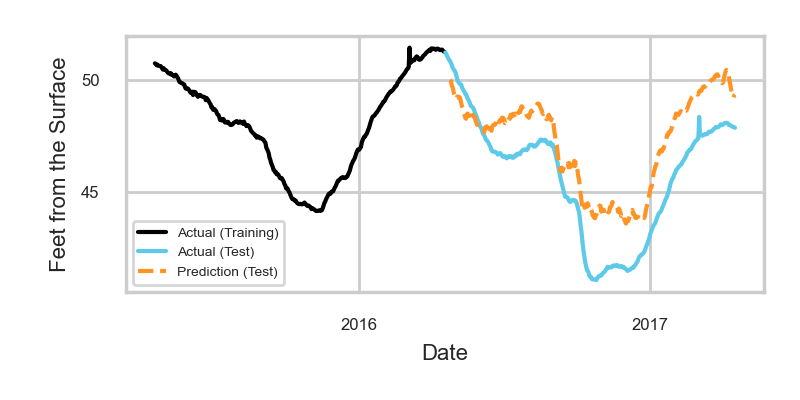 Feet from the Surface
50
45
Actual (Training)
Actual (Test)
Prediction (Test)
2016
2017
Date